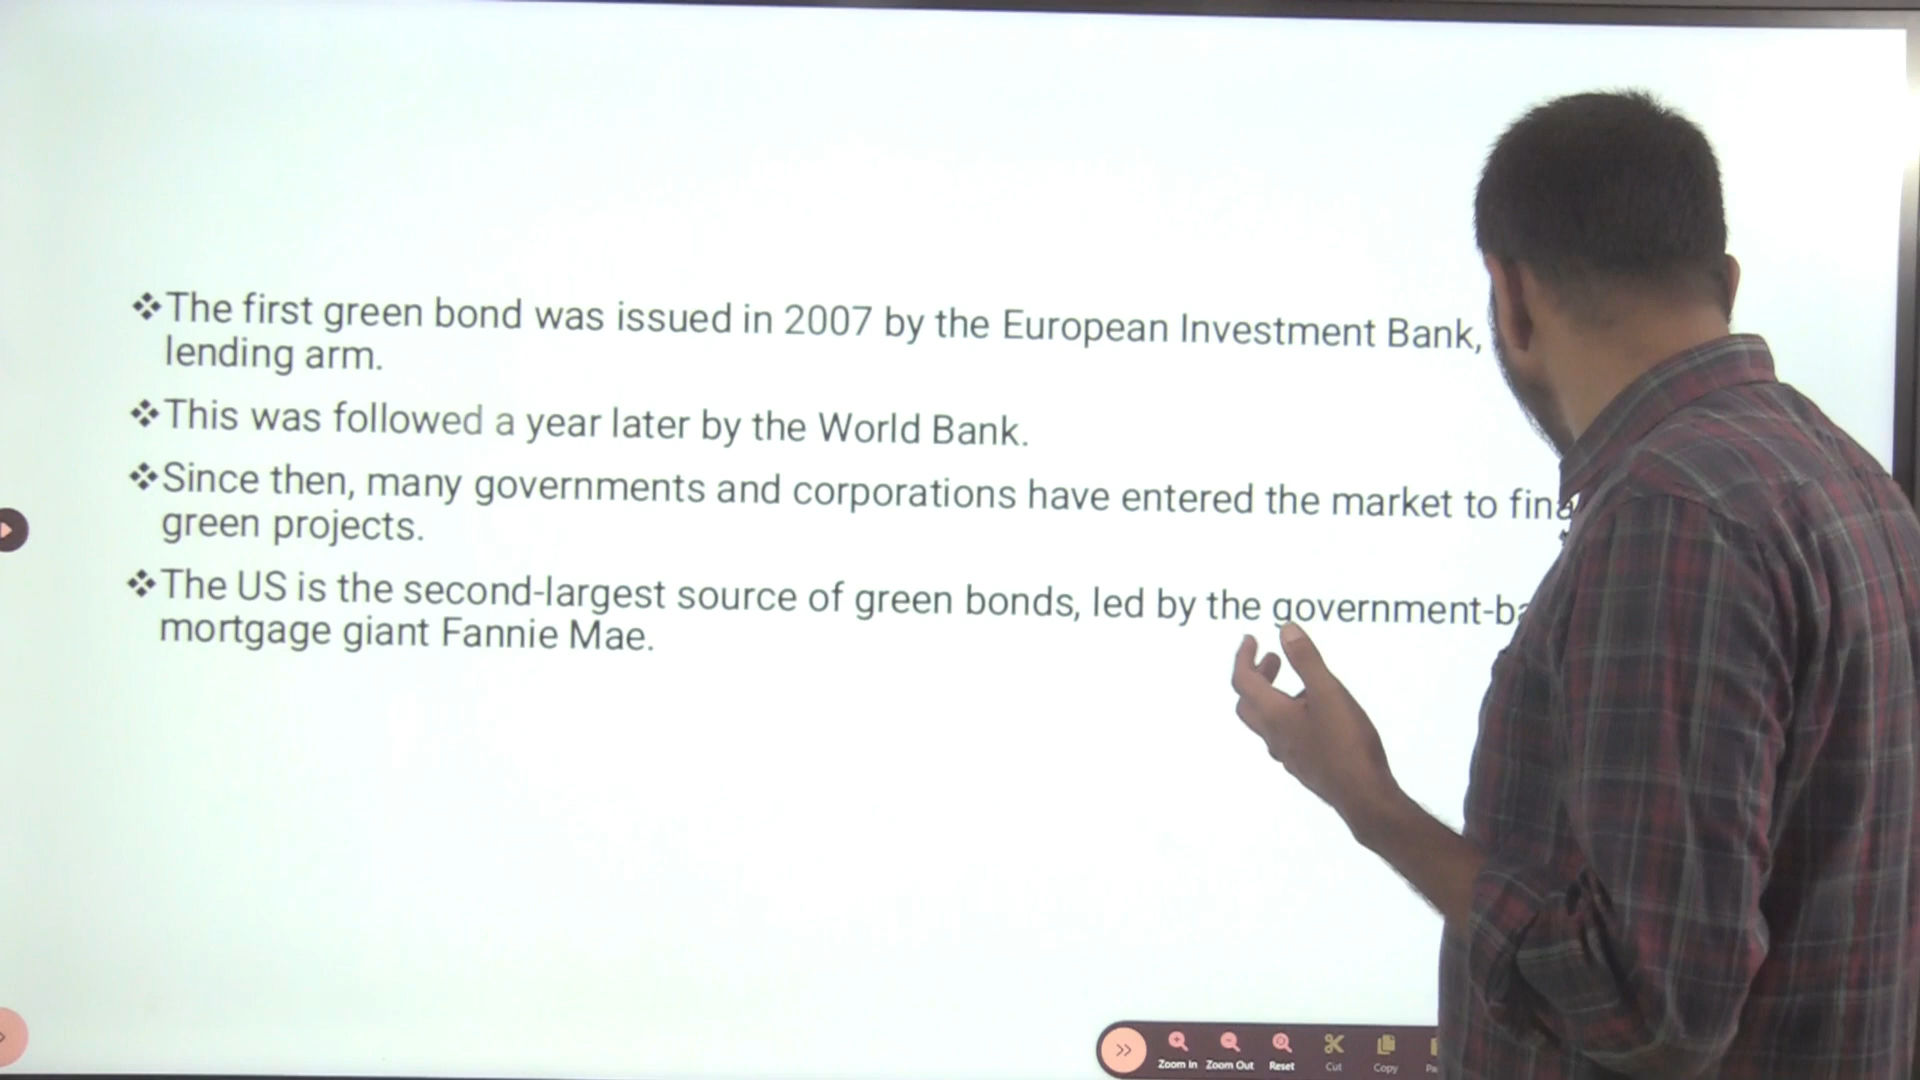 ❖The first green bond was issued in 2007 by the European Investment Bank,
lending arm.
❖This was followed a year later by the World Bank.
❖Since then, many governments and corporations have entered the market to
green projects.
❖The US is the second-largest source of green bonds, led by the
mortgage giant Fannie Mae.
Zoom In Zoom Out Reset Cut Copy